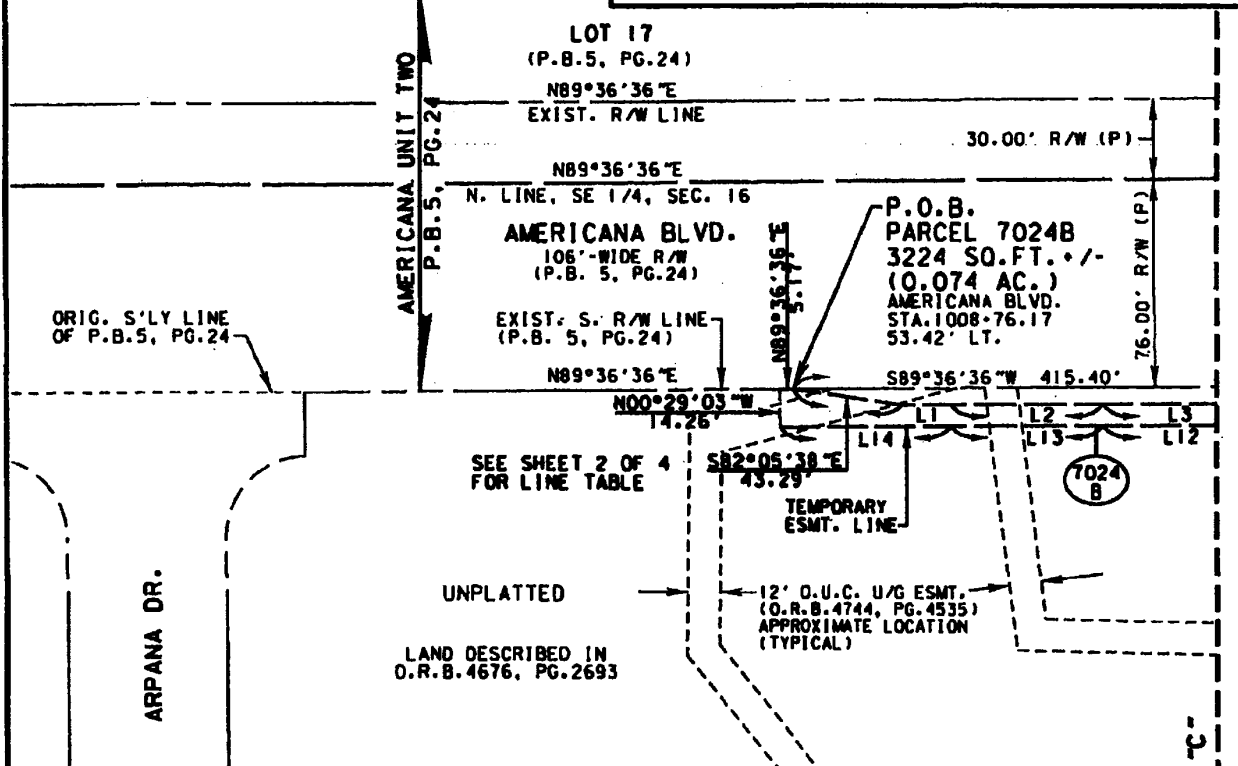 LOT 17
(P.B.5, PG.24)
N89°36'36"E
EXIST. R/W LINE
30.00' R/W (P)
AMERICANA UNIT TWO
P.B.5, PG.24
N89°36'36"E
N. LINE, SE 1/4, SEC. 16
AMERICANA BLVD.
106'-WIDE R/W
(P.B. 5, PG.24)
N89°36'36"E
5.17'
P.O.B.
PARCEL 7024B
3224 SQ.FT.+/-
(0.074 AC.)
AMERICANA BLVD.
STA.1008+76.17
53.42' LT.
76.00' R/W (P)
ORIG. S'LY LINE
OF P.B.5, PG.24
EXIST. S. R/W LINE
(P.B. 5, PG.24)
N89°36'36"E
S89°36'36"W 415.40'
N00°29'03"W
14.26'
L1
L2
L3
L14
L13
L12
SEE SHEET 2 OF 4
FOR LINE TABLE
S82°05'38"E
43.29'
7024
B
TEMPORARY
ESMT. LINE
UNPLATTED
12' O.U.C. U/G ESMT.
(O.R.B.4744, PG.4535)
APPROXIMATE LOCATION
(TYPICAL)
LAND DESCRIBED IN
O.R.B.4676, PG.2693
ARPANA DR.
"C"